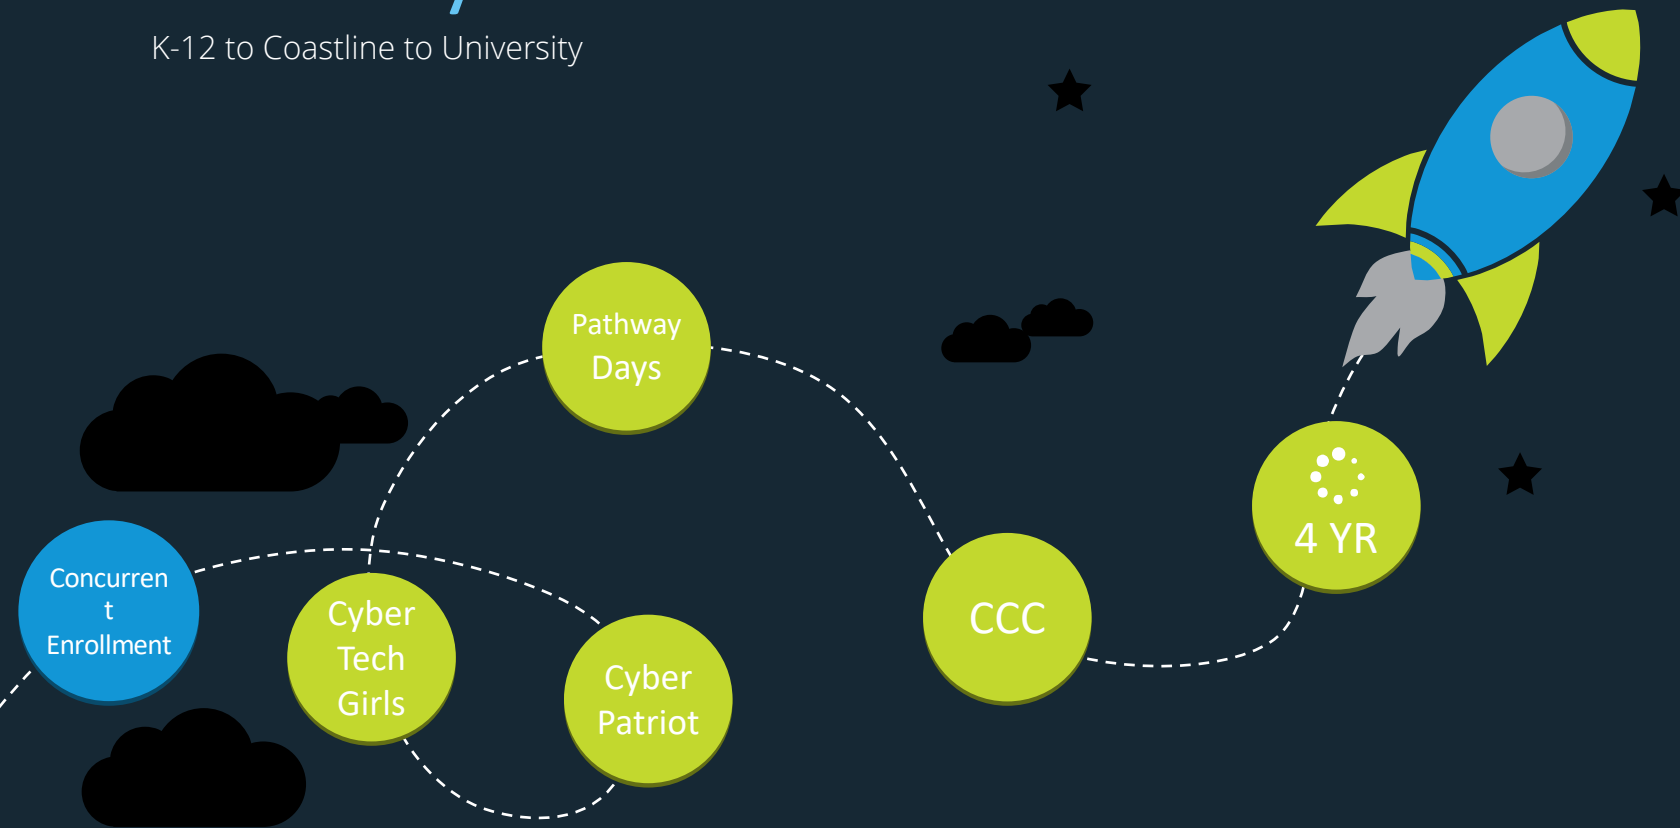 K-12 to Coastline to University
Pathway
Days
Concurren
t
Enrollment
Cyber
Tech
Girls
Cyber
Patriot
CCC
4 YR